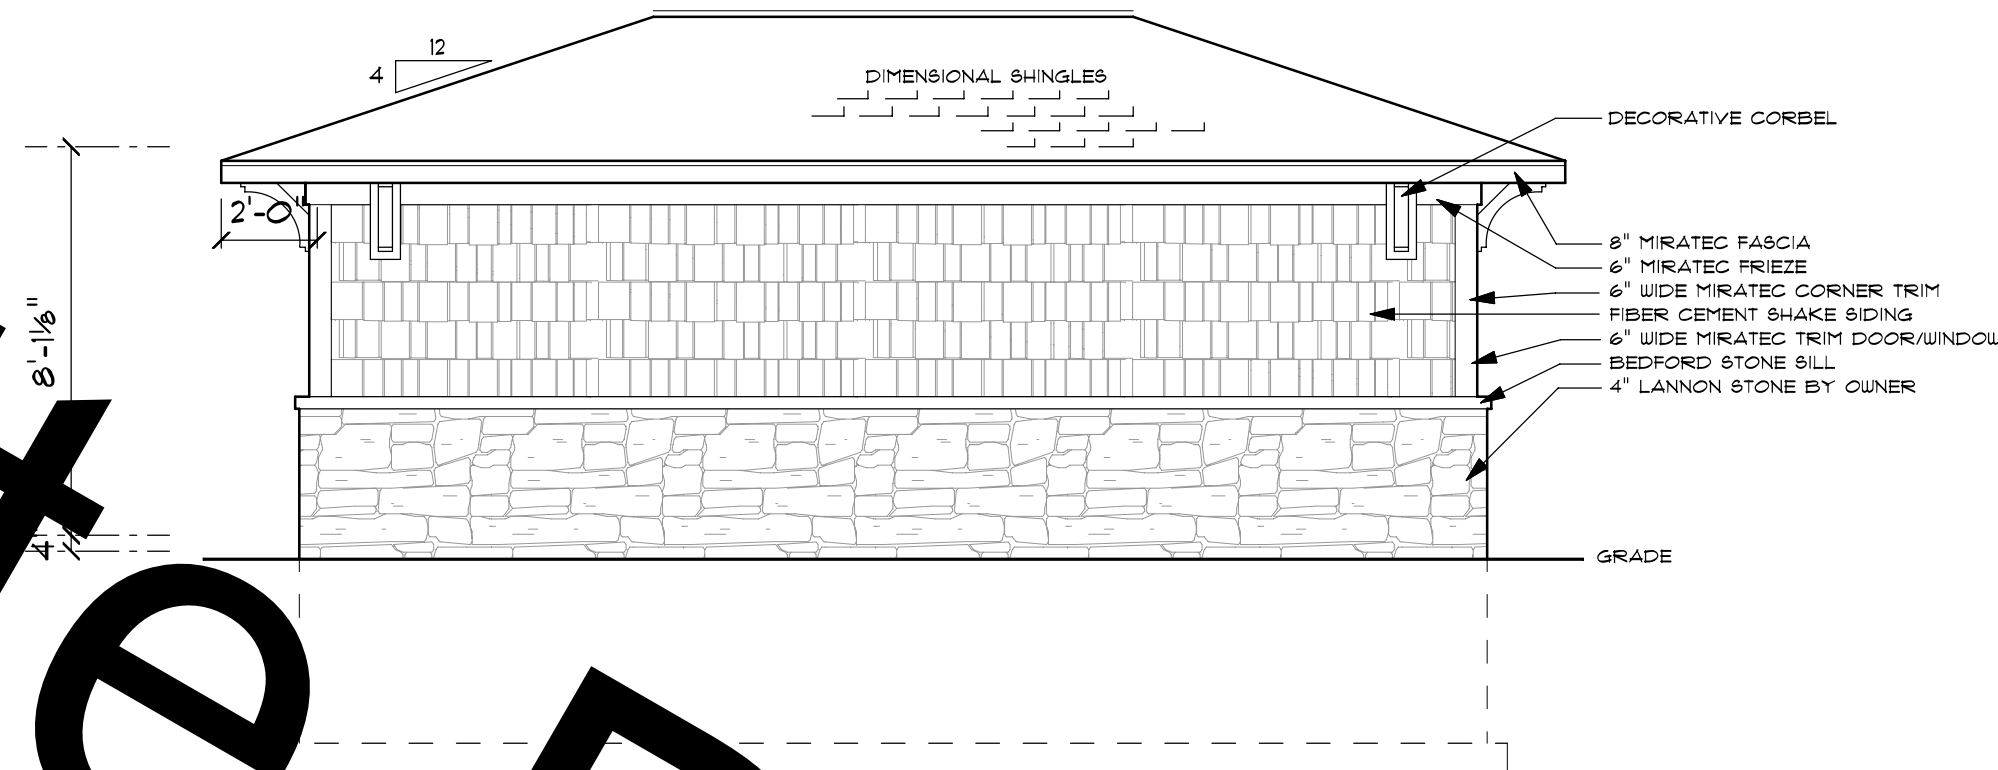 12
4
DIMENSIONAL SHINGLES
DECORATIVE CORBEL
2'-0"
8" MIRATEC FASCIA
6" MIRATEC FRIEZE
6" WIDE MIRATEC CORNER TRIM
FIBER CEMENT SHAKE SIDING
6" WIDE MIRATEC TRIM DOOR/WINDOW
BEDFORD STONE SILL
4" LANNON STONE BY OWNER
8'-1⅛"
4
GRADE
t
e